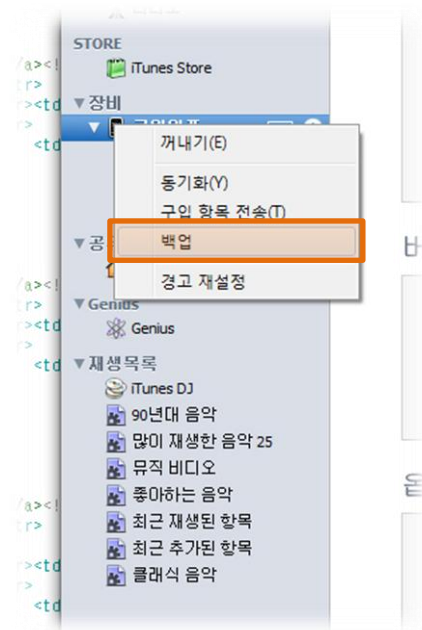 STORE
iTunes Store
장비
꺼내기(E)
동기화(Y)
구입 항목 전송(T)
백업
경고 재설정
Genius
Genius
재생목록
iTunes DJ
90년대 음악
많이 재생한 음악 25
뮤직 비디오
좋아하는 음악
최근 재생된 항목
최근 추가된 항목
클래식 음악